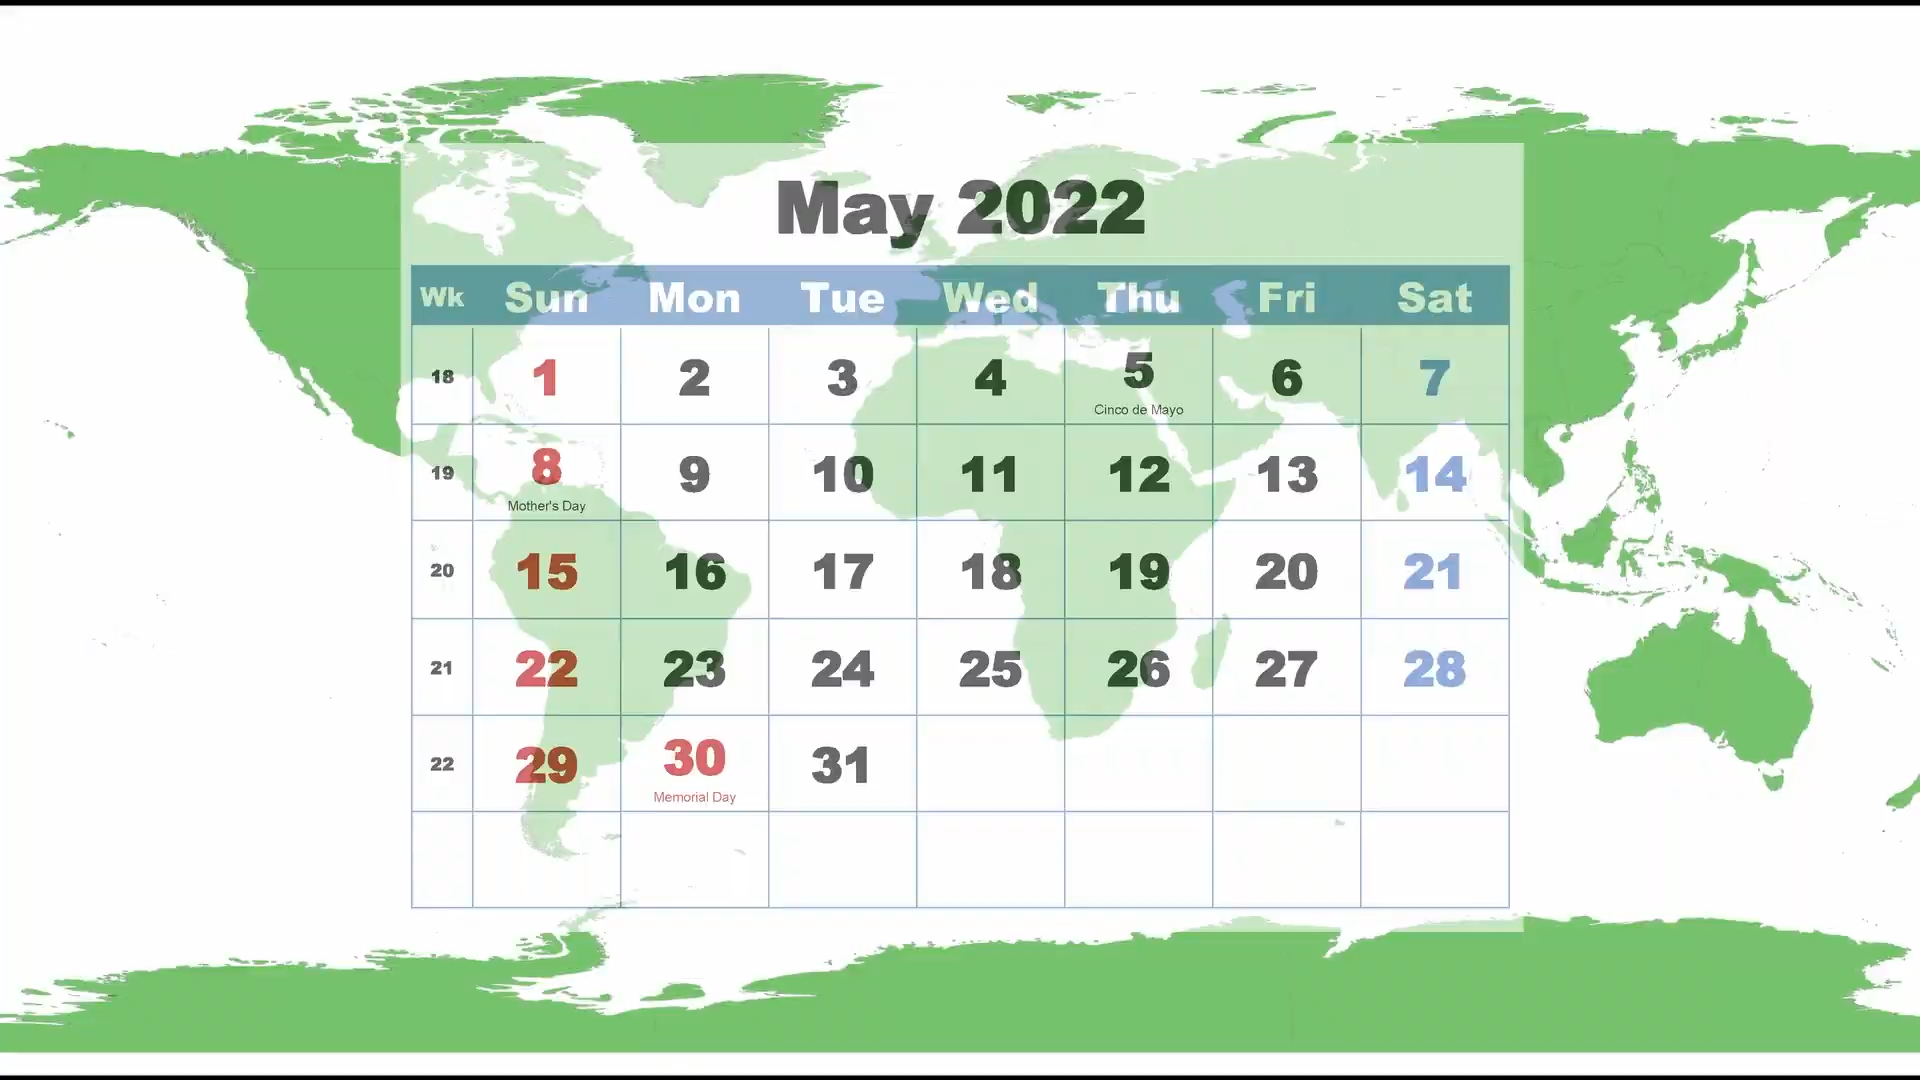 May 2022
Wk Sun Mon Tue Wed Thu Fri Sat
18 1 2 3 4 5 6 7
Cinco de Mayo
19 8 9 10 11 12 13 14
Mother's Day
20 15 16 17 18 19 20 21
21 22 23 24 25 26 27 28
22 29 30 31
Memorial Day